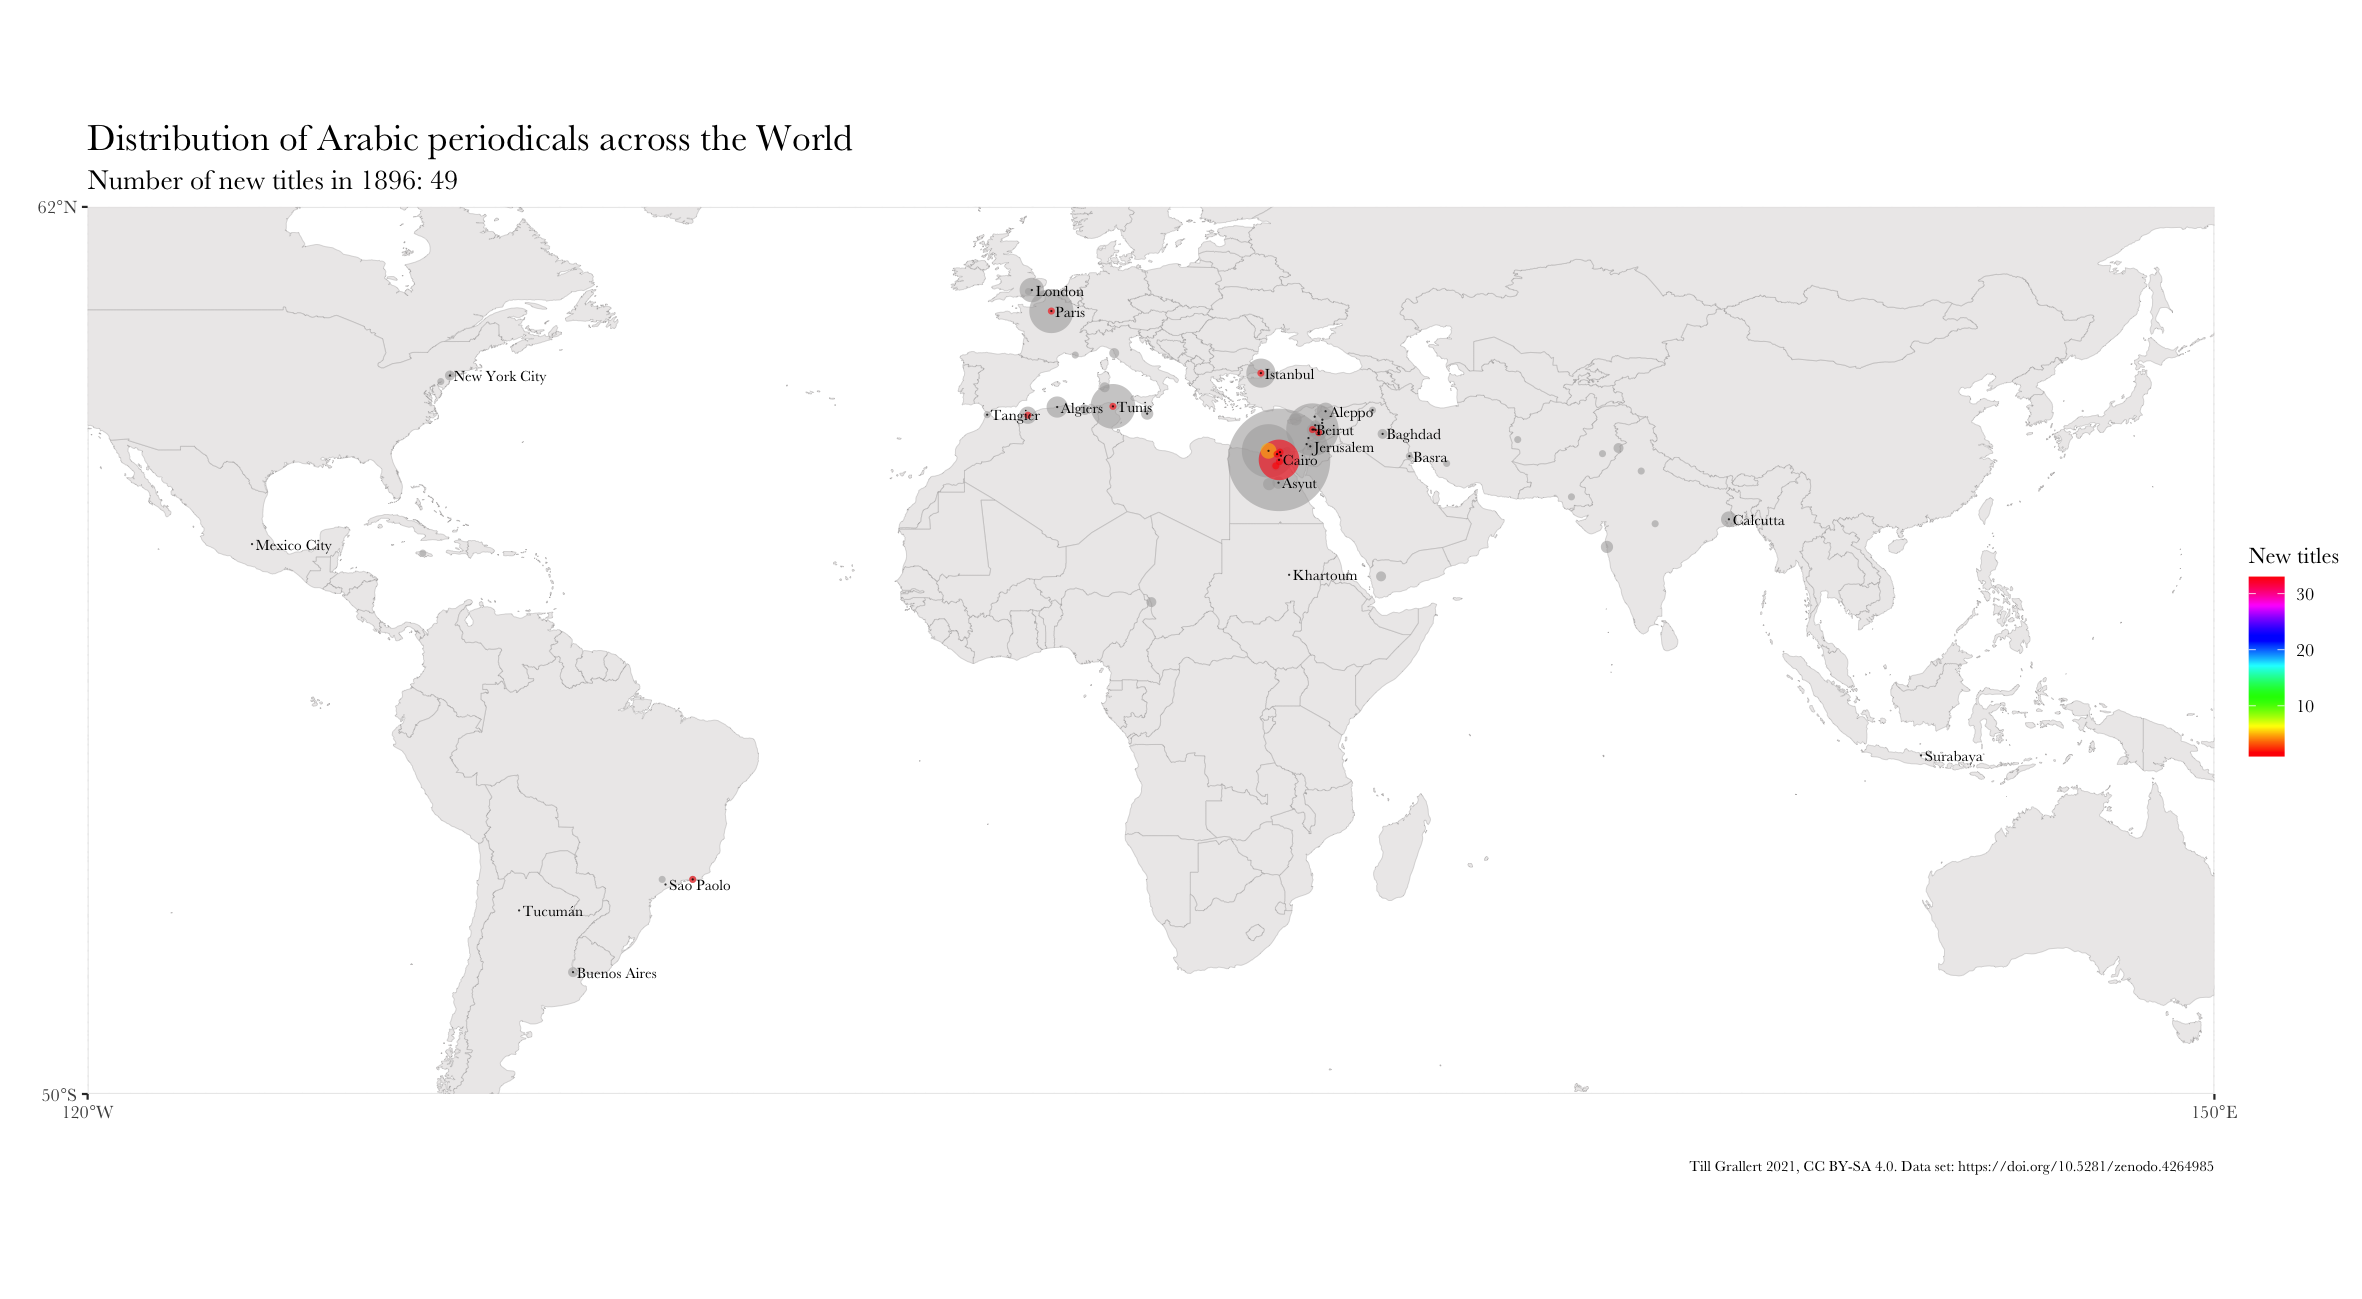 Distribution of Arabic periodicals across the World
Number of new titles in 1896: 49
62°N
London
Paris
New York City
Istanbul
Tangier
Algiers
Tunis
Aleppo
Beirut
Baghdad
Jerusalem
Cairo
Basra
Asyut
Calcutta
Mexico City
Khartoum
New titles
30
20
10
Surabaya
Sao Paolo
Tucumán
Buenos Aires
50°S
120°W
150°E
Till Grallert 2021, CC BY-SA 4.0. Data set: https://doi.org/10.5281/zenodo.4264985